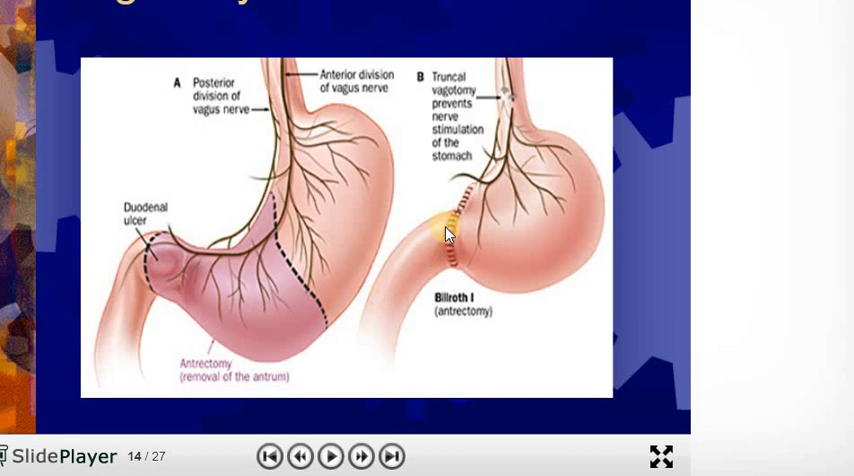 A Posterior
division of
vagus nerve
Anterior division
of vagus nerve
B Truncal
vagotomy
prevents
nerve
stimulation
of the
stomach
Duodenal
ulcer
Billroth I
(antrectomy)
Antrectomy
(removal of the antrum)
SlidePlayer 14 / 27